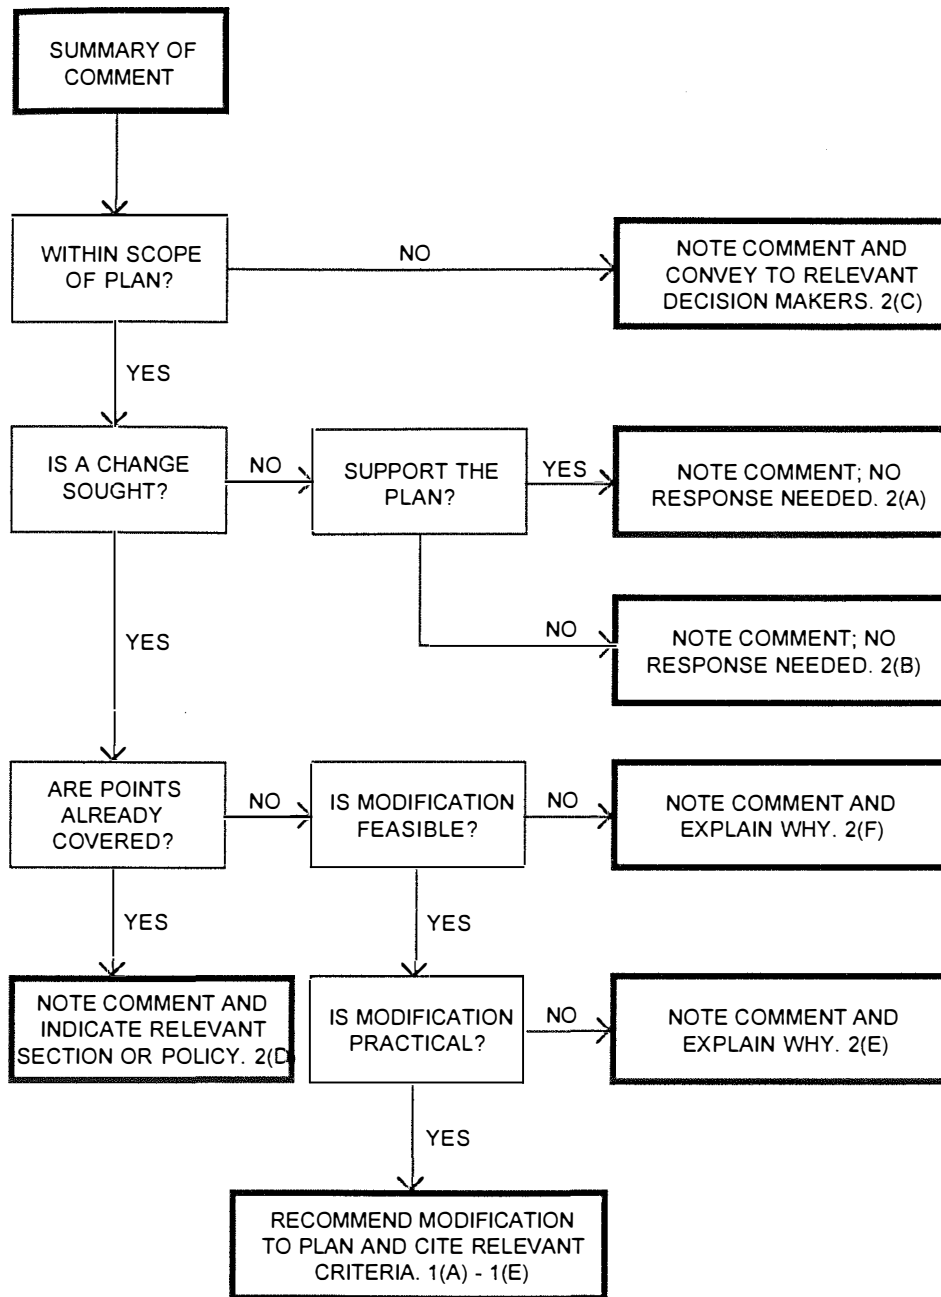 SUMMARY OF
COMMENT
WITHIN SCOPE
OF PLAN?
NO
NOTE COMMENT AND
CONVEY TO RELEVANT
DECISION MAKERS. 2(C)
YES
IS A CHANGE
SOUGHT?
NO
SUPPORT THE
PLAN?
YES
NOTE COMMENT; NO
RESPONSE NEEDED. 2(A)
YES
NO
NOTE COMMENT; NO
RESPONSE NEEDED. 2(B)
ARE POINTS
ALREADY
COVERED?
NO
IS MODIFICATION
FEASIBLE?
NO
NOTE COMMENT AND
EXPLAIN WHY. 2(F)
YES
YES
NOTE COMMENT AND
INDICATE RELEVANT
SECTION OR POLICY. 2(D)
IS MODIFICATION
PRACTICAL?
NO
NOTE COMMENT AND
EXPLAIN WHY. 2(E)
YES
RECOMMEND MODIFICATION
TO PLAN AND CITE RELEVANT
CRITERIA. 1(A) - 1(E)